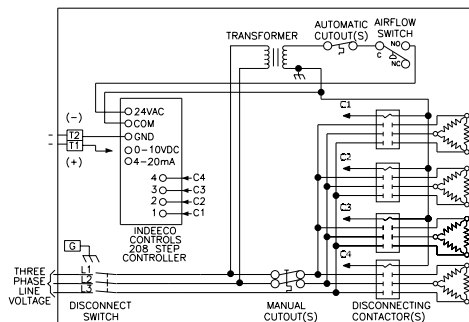 TRANSFORMER
AUTOMATIC
CUTOUT(S)
AIRFLOW
SWITCH
NO
C
NC
24VAC
COM
GND
0-10VDC
4-20mA
4 C4
3 C3
2 C2
1 C1
INDEECO
CONTROLS
208 STEP
CONTROLLER
(-)
T2
T1
(+)
C1
C2
C3
C4
G
THREE
PHASE
LINE
VOLTAGE
L1
L2
L3
DISCONNECT
SWITCH
MANUAL
CUTOUT(S)
DISCONNECTING
CONTACTOR(S)